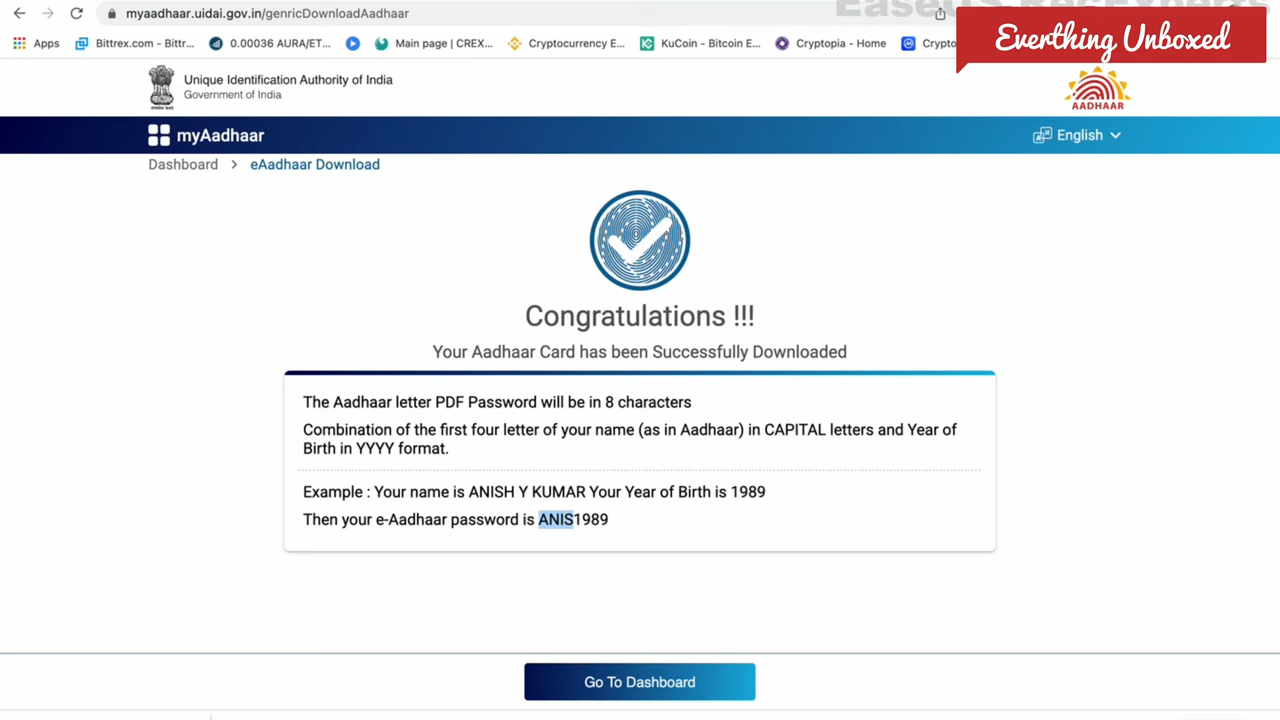 myaadhaar.uidai.gov.in/genricDownloadAadhaar
EaseUS RecExperts
Apps Bittrex.com - Bittr... 0.00036 AURA/ET... Main page | CREX... Cryptocurrency E... KuCoin - Bitcoin E... Cryptopia - Home Crypto
Everthing Unboxed
Unique Identification Authority of India
Government of India
AADHAAR
myAadhaar English
Dashboard > eAadhaar Download
Congratulations !!!
Your Aadhaar Card has been Successfully Downloaded
The Aadhaar letter PDF Password will be in 8 characters
Combination of the first four letter of your name (as in Aadhaar) in CAPITAL letters and Year of
Birth in YYYY format.
Example : Your name is ANISH Y KUMAR Your Year of Birth is 1989
Then your e-Aadhaar password is ANIS1989
Go To Dashboard